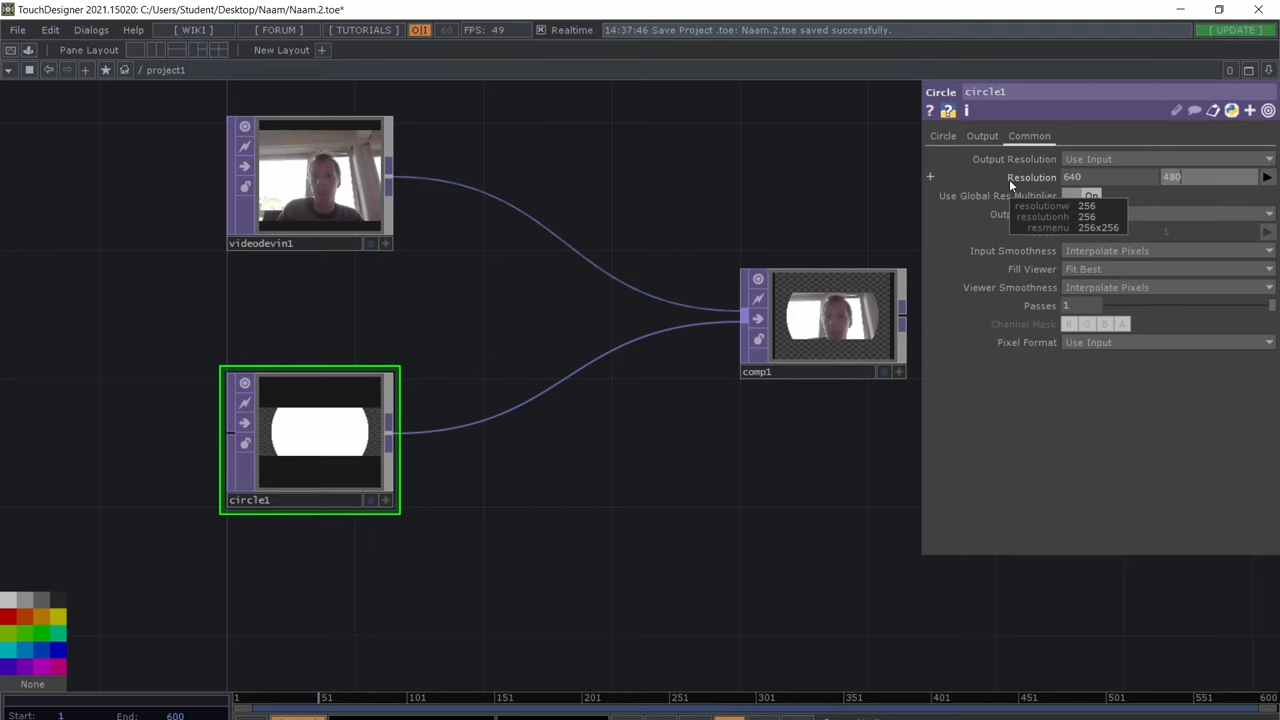 TouchDesigner 2021.15020: C:/Users/Student/Desktop/Naam/Naam.2.toe*
File Edit Dialogs Help [ WIKI ] [ FORUM ] [ TUTORIALS ] O|I 60 FPS: 49 Realtime 14:37:46 Save Project .toe: Naam.2.toe saved successfully. [ UPDATE ]
Pane Layout New Layout +
/ project1 0
Circle circle1
? ? i
Circle Output Common
Output Resolution Use Input
Resolution 640 480
Use Global Res Multiplier On
resolutionw 256
Outp
resolutionh 256
resmenu 256x256
1
Input Smoothness Interpolate Pixels
Fill Viewer Fit Best
Viewer Smoothness Interpolate Pixels
Passes 1
Channel Mask R G B A
Pixel Format Use Input
videodevin1
comp1
circle1
None
1 51 101 151 201 251 301 351 401 451 501 551 600
Start: 1 End: 600